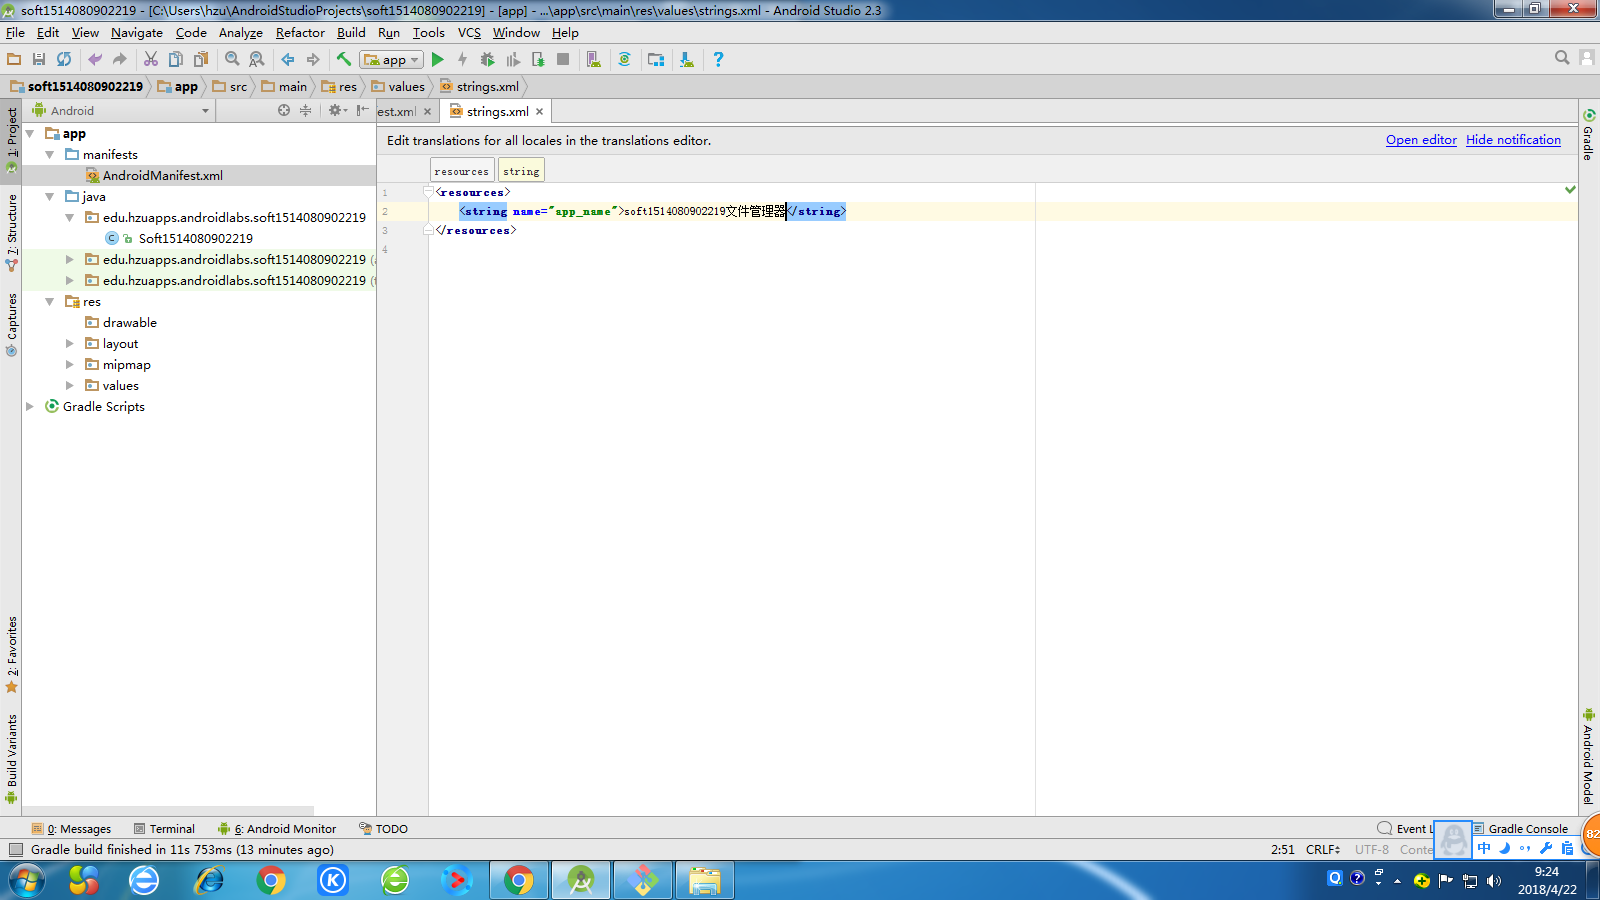 soft1514080902219 - [C:\Users\hzu\AndroidStudioProjects\soft1514080902219] - [app] - ...\app\src\main\res\values\strings.xml - Android Studio 2.3
File Edit View Navigate Code Analyze Refactor Build Run Tools VCS Window Help
app
soft1514080902219 app src main res values strings.xml
Android
est.xml strings.xml
Edit translations for all locales in the translations editor. Open editor Hide notification
resources string
1 <resources>
2 <string name="app_name">soft1514080902219文件管理器</string>
3 </resources>
4
app
manifests
AndroidManifest.xml
java
edu.hzuapps.androidlabs.soft1514080902219
Soft1514080902219
edu.hzuapps.androidlabs.soft1514080902219
edu.hzuapps.androidlabs.soft1514080902219
res
drawable
layout
mipmap
values
Gradle Scripts
1: Project
7: Structure
Captures
2: Favorites
Build Variants
Gradle
Android Model
0: Messages Terminal 6: Android Monitor TODO Event L Gradle Console
Gradle build finished in 11s 753ms (13 minutes ago) 2:51 CRLF UTF-8 Conte
中
82
9:24
2018/4/22